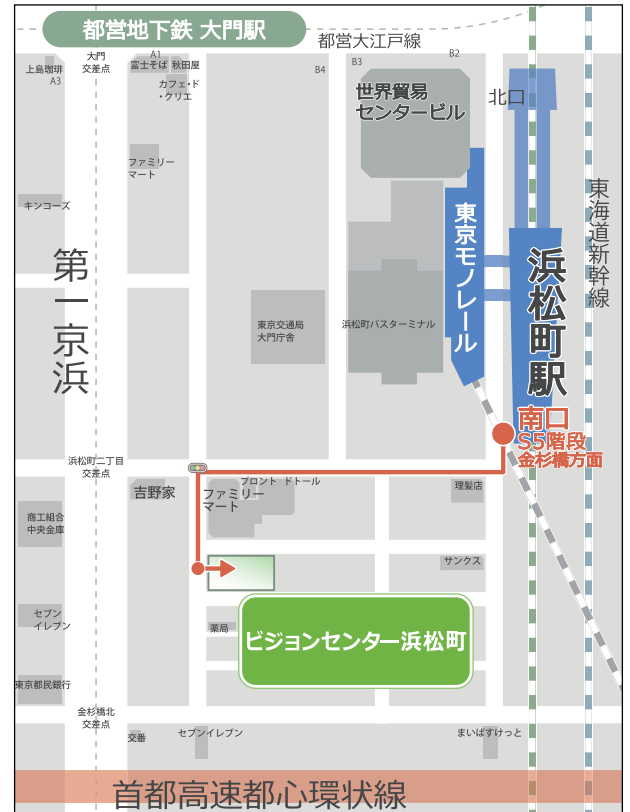 都営地下鉄 大門駅
都営大江戸線
大門
交差点
上島珈琲
A3
A1
富士そば 秋田屋
カフェ・ド
・クリエ
B4
B3
B2
世界貿易
センタービル
北口
ファミリー
マート
キンコーズ
第一京浜
東京モノレール
浜松町駅
東海道新幹線
東京交通局
大門庁舎
浜松町バスターミナル
南口
S5階段
金杉橋方面
浜松町二丁目
交差点
吉野家
ファミリー
マート
プロント ドトール
理髪店
商工組合
中央金庫
サンクス
セブン
イレブン
薬局
ビジョンセンター浜松町
東京都民銀行
金杉橋北
交差点
交番
セブンイレブン
まいばすけっと
首都高速都心環状線